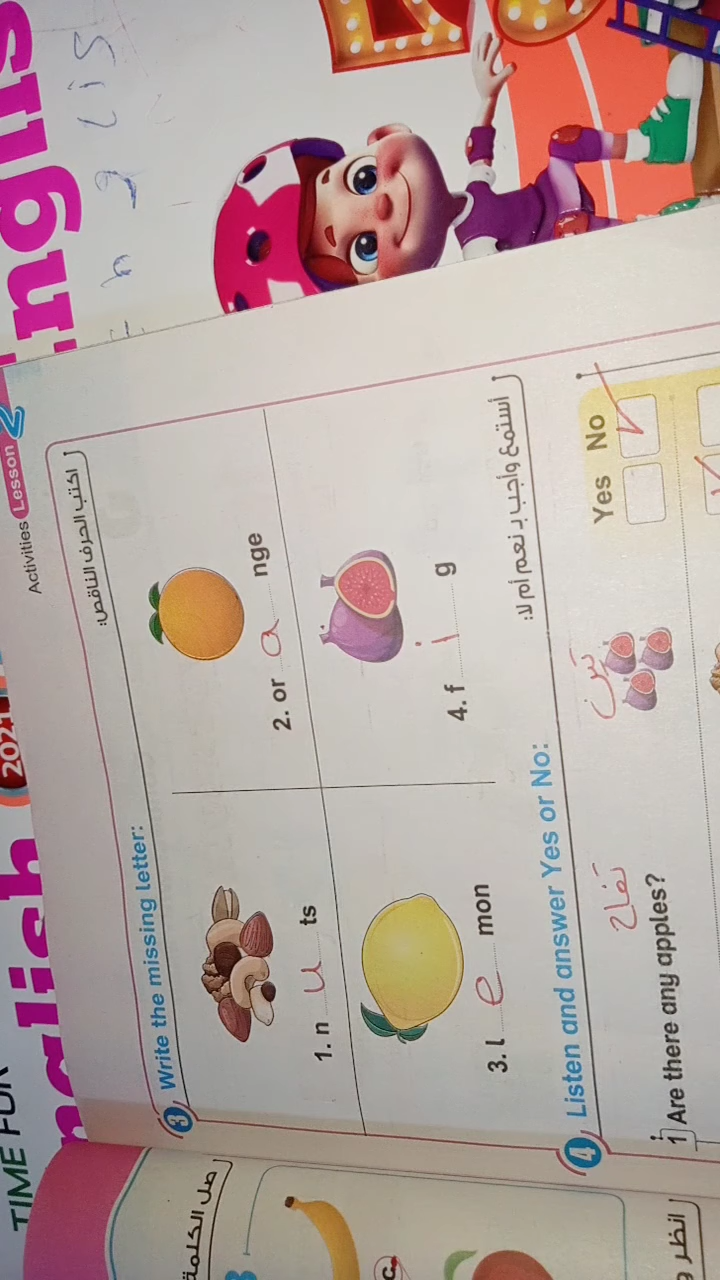 Activities Lesson 2
3 Write the missing letter:
اكتب الحرف الناقص:
1. n u ts
2. or a nge
3. l e mon
4. f i g
4 Listen and answer Yes or No:
أستمع وأجب بـ نعم أم لا:
Yes No
تفاح
تين
1 Are there any apples?
صل الكلمة
c.
انظر و
TIME FOR
English
2021
English